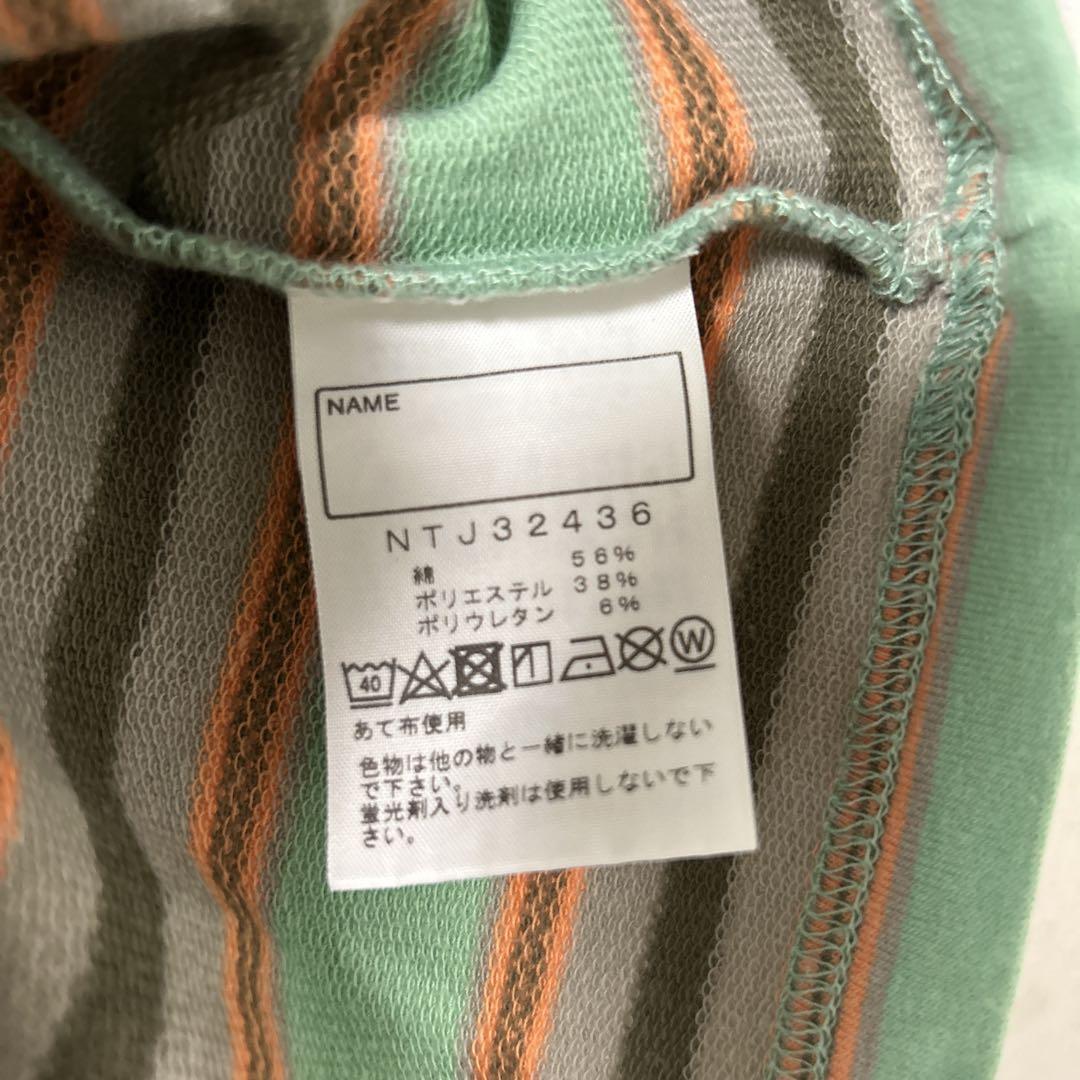 NAME
NTJ32436
綿 56%
ポリエステル 38%
ポリウレタン 6%
40 W
あて布使用
色物は他の物と一緒に洗濯しない
で下さい。
蛍光剤入り洗剤は使用しないで下
さい。